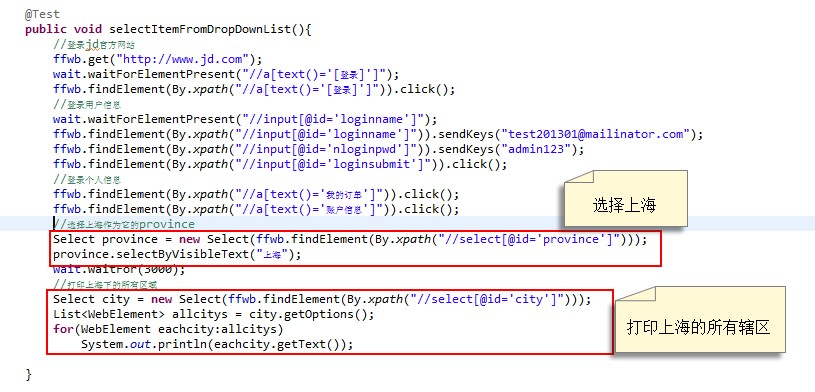 @Test
public void selectItemFromDropDownList(){
//登录jd官方网站
ffwb.get("http://www.jd.com");
wait.waitForElementPresent("//a[text()='[登录]']");
ffwb.findElement(By.xpath("//a[text()='[登录]']")).click();
//登录用户信息
wait.waitForElementPresent("//input[@id='loginname']");
ffwb.findElement(By.xpath("//input[@id='loginname']")).sendKeys("test201301@mailinator.com");
ffwb.findElement(By.xpath("//input[@id='nloginpwd']")).sendKeys("admin123");
ffwb.findElement(By.xpath("//input[@id='loginsubmit']")).click();
//登录个人信息
ffwb.findElement(By.xpath("//a[text()='我的订单']")).click();
ffwb.findElement(By.xpath("//a[text()='账户信息']")).click();
选择上海
//选择上海作为它的province
Select province = new Select(ffwb.findElement(By.xpath("//select[@id='province']")));
province.selectByVisibleText("上海");
wait.waitFor(3000);
//打印上海下的所有区域
Select city = new Select(ffwb.findElement(By.xpath("//select[@id='city']")));
List<WebElement> allcitys = city.getOptions();
for(WebElement eachcity:allcitys)
System.out.println(eachcity.getText());
打印上海的所有辖区
}